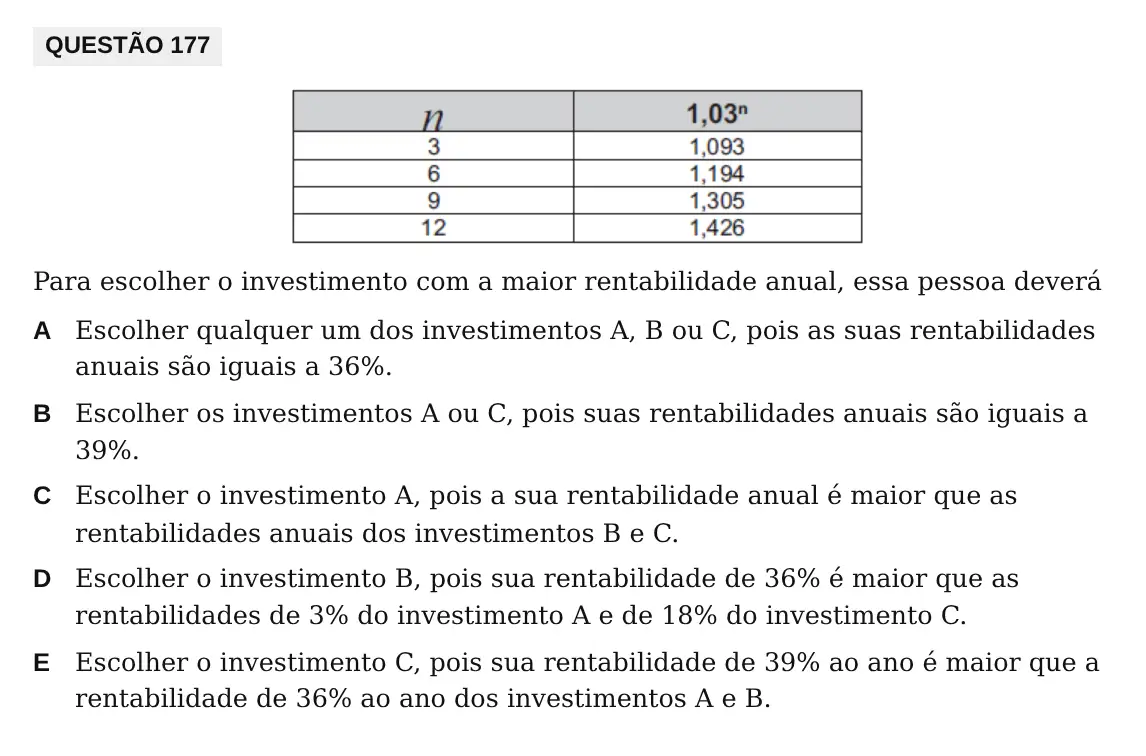 QUESTÃO 177
n 1,03ⁿ
3 1,093
6 1,194
9 1,305
12 1,426
Para escolher o investimento com a maior rentabilidade anual, essa pessoa deverá
A Escolher qualquer um dos investimentos A, B ou C, pois as suas rentabilidades
anuais são iguais a 36%.
B Escolher os investimentos A ou C, pois suas rentabilidades anuais são iguais a
39%.
C Escolher o investimento A, pois a sua rentabilidade anual é maior que as
rentabilidades anuais dos investimentos B e C.
D Escolher o investimento B, pois sua rentabilidade de 36% é maior que as
rentabilidades de 3% do investimento A e de 18% do investimento C.
E Escolher o investimento C, pois sua rentabilidade de 39% ao ano é maior que a
rentabilidade de 36% ao ano dos investimentos A e B.